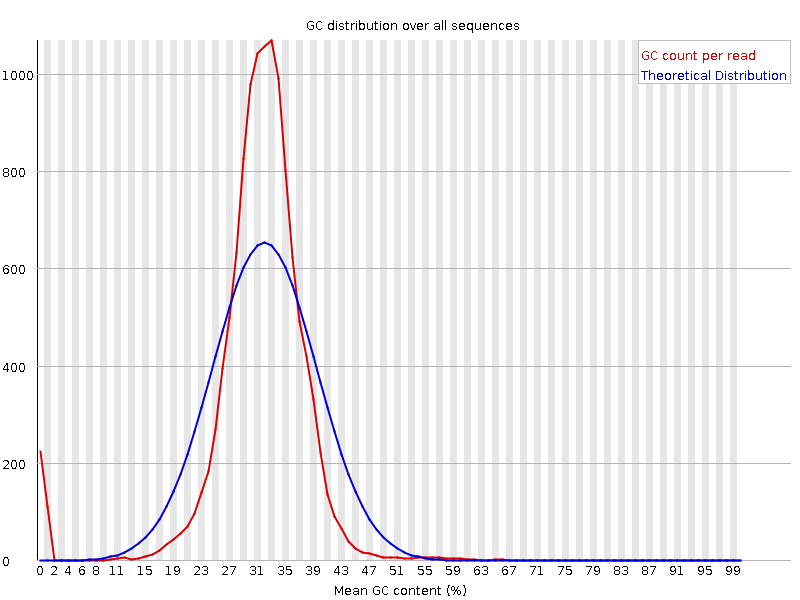 GC distribution over all sequences
GC count per read
Theoretical Distribution
1000
800
600
400
200
0
0 2 4 6 8 11 15 19 23 27 31 35 39 43 47 51 55 59 63 67 71 75 79 83 87 91 95 99
Mean GC content (%)